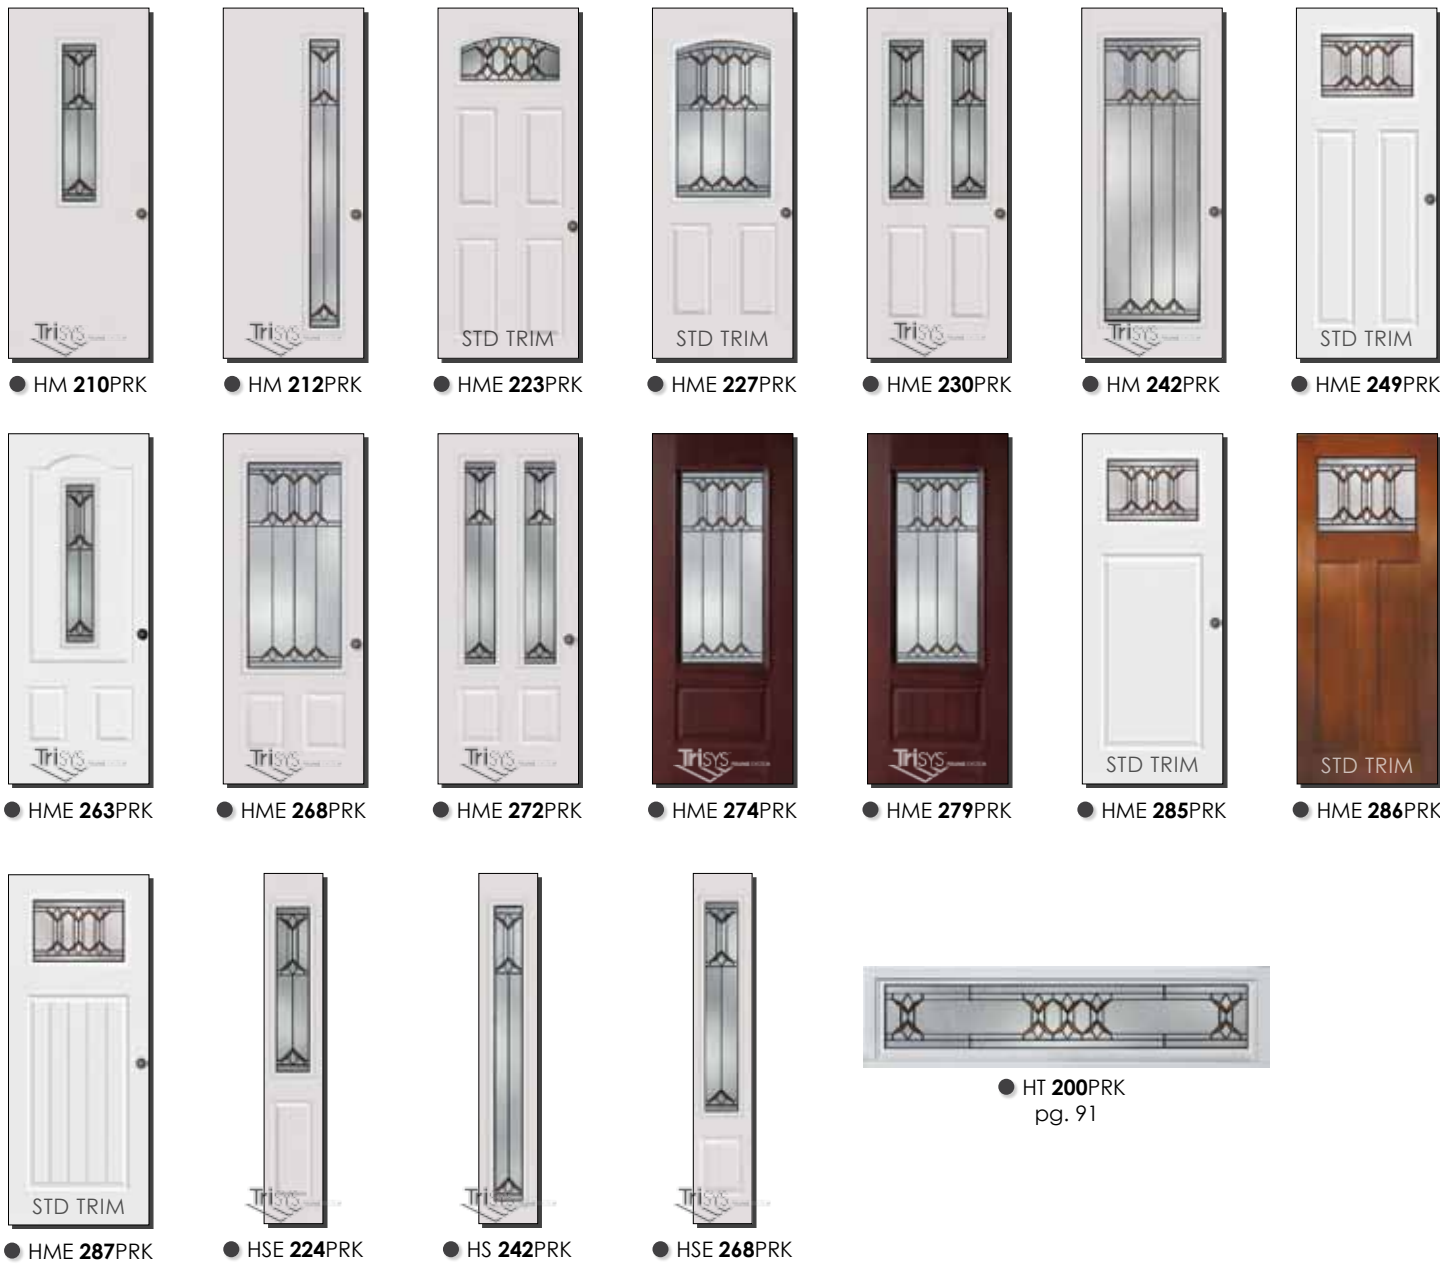 TriSYS
TriSYS
STD TRIM
STD TRIM
TriSYS
TriSYS
STD TRIM
HM 210PRK
HM 212PRK
HME 223PRK
HME 227PRK
HME 230PRK
HM 242PRK
HME 249PRK
TriSYS
TriSYS
TriSYS
TriSYS
TriSYS
STD TRIM
STD TRIM
HME 263PRK
HME 268PRK
HME 272PRK
HME 274PRK
HME 279PRK
HME 285PRK
HME 286PRK
STD TRIM
TriSYS
TriSYS
TriSYS
HME 287PRK
HSE 224PRK
HS 242PRK
HSE 268PRK
HT 200PRK
pg. 91